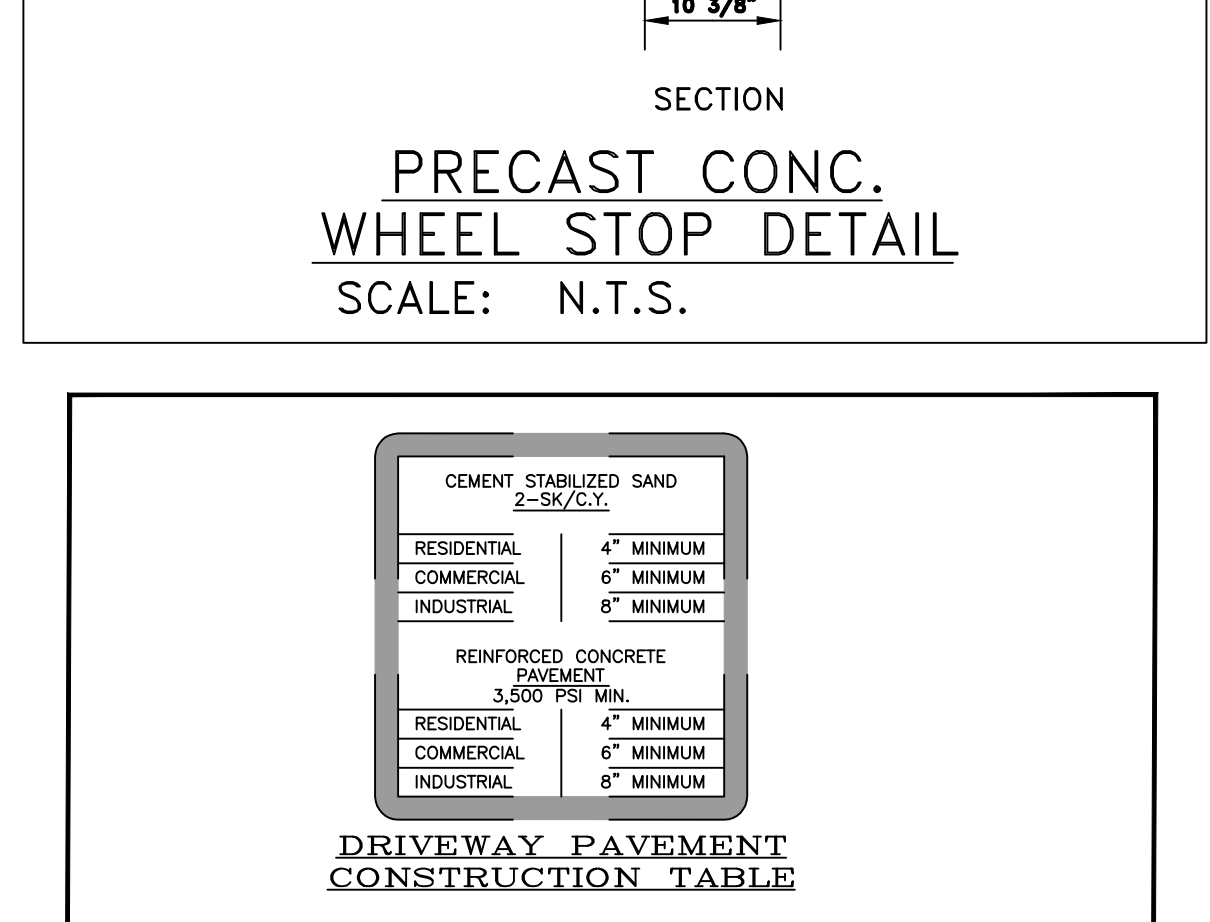 10 3/8"
SECTION
PRECAST CONC.
WHEEL STOP DETAIL
SCALE: N.T.S.
CEMENT STABILIZED SAND
2-SK/C.Y.
RESIDENTIAL 4" MINIMUM
COMMERCIAL 6" MINIMUM
INDUSTRIAL 8" MINIMUM
REINFORCED CONCRETE
PAVEMENT
3,500 PSI MIN.
RESIDENTIAL 4" MINIMUM
COMMERCIAL 6" MINIMUM
INDUSTRIAL 8" MINIMUM
DRIVEWAY PAVEMENT
CONSTRUCTION TABLE